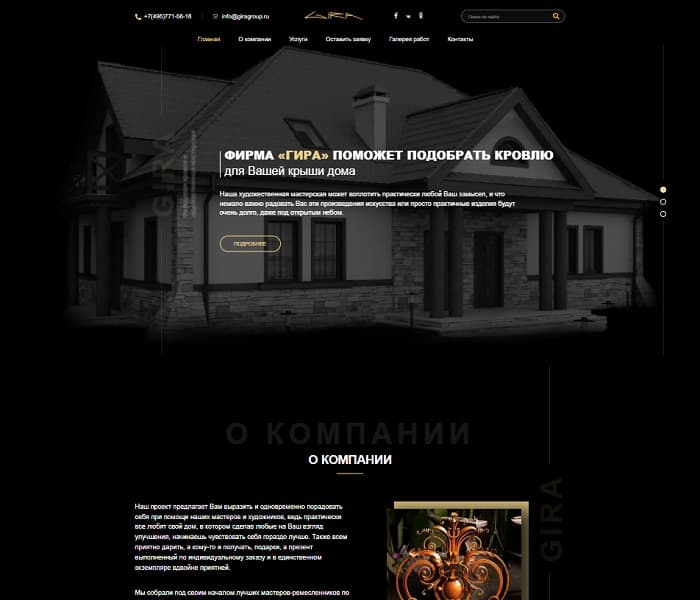 +7(495)771-56-18
info@giragroup.ru
GIRA
Поиск по сайту
Главная О компании Услуги Оставить заявку Галерея работ Контакты
GIRA
ФИРМА «ГИРА» ПОМОЖЕТ ПОДОБРАТЬ КРОВЛЮ
для Вашей крыши дома
Наша художественная мастерская может воплотить практически любой Ваш замысел, и что
немало важно радовать Вас эти произведения искусства или просто практичные изделия будут
очень долго, даже под открытым небом.
ПОДРОБНЕЕ
О КОМПАНИИ
О КОМПАНИИ
GIRA
Наш проект предлагает Вам выразить и одновременно порадовать
себя при помощи наших мастеров и художников, ведь практически
все любят свой дом, в котором сделав любые на Ваш взгляд
улучшения, начинаешь чувствовать себя гораздо лучше. Также всем
приятно дарить, а кому-то и получать, подарки, а презент
выполненный по индивидуальному заказу и в единственном
экземпляре вдвойне приятней.
Мы собрали под своим началом лучших мастеров-ремесленников по